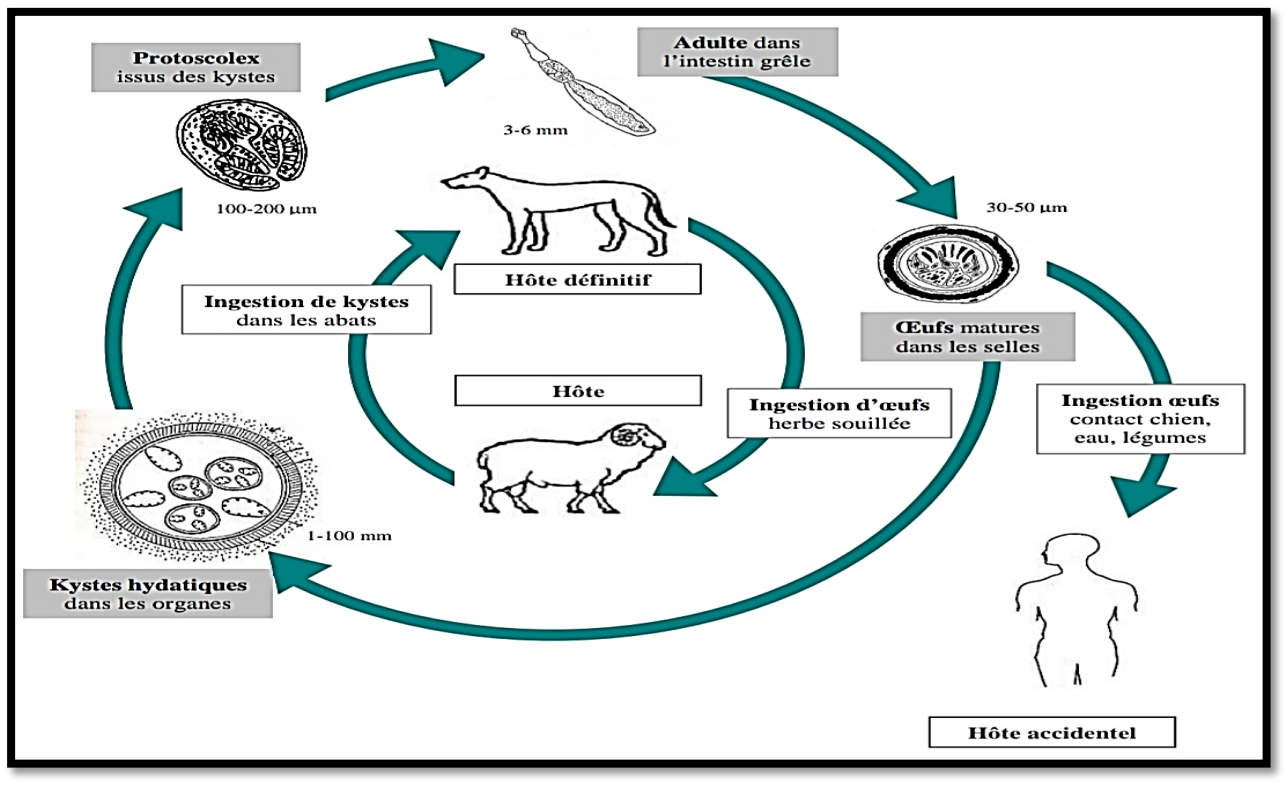 Protoscolex
issus des kystes
100-200 µm
3-6 mm
Adulte dans
l'intestin grêle
30-50 µm
Œufs matures
dans les selles
Hôte définitif
Ingestion de kystes
dans les abats
Hôte
Ingestion d'œufs
herbe souillée
Ingestion œufs
contact chien,
eau, légumes
1-100 mm
Kystes hydatiques
dans les organes
Hôte accidentel